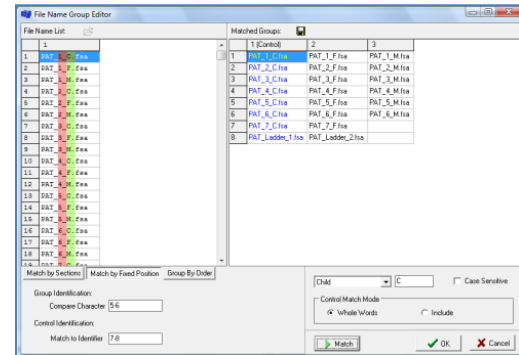 File Name Group Editor
File Name List:
Matched Groups:
1
1 PAT_1_C.fsa
2 PAT_1_F.fsa
3 PAT_1_M.fsa
4 PAT_2_C.fsa
5 PAT_2_F.fsa
6 PAT_2_M.fsa
7 PAT_3_C.fsa
8 PAT_3_F.fsa
9 PAT_3_M.fsa
10 PAT_4_C.fsa
11 PAT_4_F.fsa
12 PAT_4_M.fsa
13 PAT_5_C.fsa
14 PAT_5_F.fsa
15 PAT_5_M.fsa
16 PAT_6_C.fsa
17 PAT_6_F.fsa
18 PAT_6_M.fsa
1 (Control) 2 3
1 PAT_1_C.fsa PAT_1_F.fsa PAT_1_M.fsa
2 PAT_2_C.fsa PAT_2_F.fsa PAT_2_M.fsa
3 PAT_3_C.fsa PAT_3_F.fsa PAT_3_M.fsa
4 PAT_4_C.fsa PAT_4_F.fsa PAT_4_M.fsa
5 PAT_5_C.fsa PAT_5_F.fsa PAT_5_M.fsa
6 PAT_6_C.fsa PAT_6_F.fsa PAT_6_M.fsa
7 PAT_7_C.fsa PAT_7_F.fsa
8 PAT_Ladder_1.fsa PAT_Ladder_2.fsa
Match by Sections Match by Fixed Position Group By Order
Group Identification:
Compare Character 5-6
Control Identification:
Match to Identifier 7-8
Child C Case Sensitive
Control Match Mode
Whole Words Include
Match OK Cancel